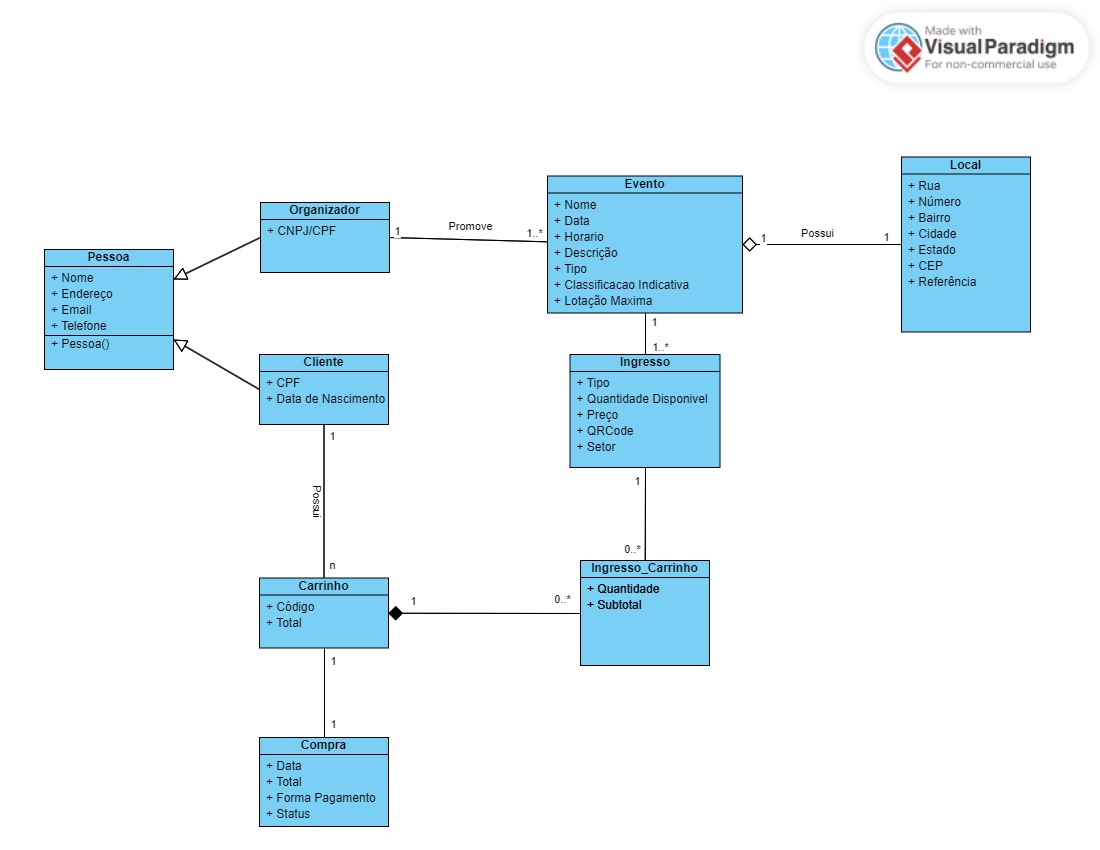 Made with
Visual Paradigm
For non-commercial use
Local
+ Rua
+ Número
+ Bairro
+ Cidade
+ Estado
+ CEP
+ Referência
Evento
+ Nome
+ Data
+ Horario
+ Descrição
+ Tipo
+ Classificacao Indicativa
+ Lotação Maxima
1
Possui
1
Organizador
+ CNPJ/CPF
1
Promove
1..*
Pessoa
+ Nome
+ Endereço
+ Email
+ Telefone
+ Pessoa()
1
1..*
Cliente
+ CPF
+ Data de Nascimento
Ingresso
+ Tipo
+ Quantidade Disponivel
+ Preço
+ QRCode
+ Setor
1
Possui
n
1
0..*
Carrinho
+ Código
+ Total
1
0..*
Ingresso_Carrinho
+ Quantidade
+ Subtotal
1
1
Compra
+ Data
+ Total
+ Forma Pagamento
+ Status